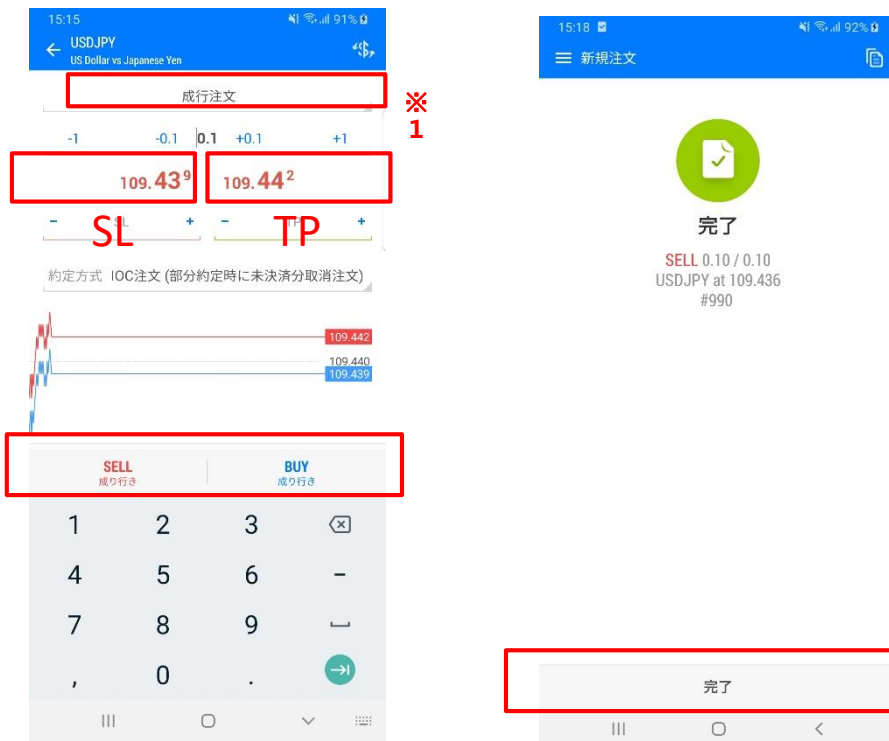 15:15
91%
USDJPY
US Dollar vs Japanese Yen
成行注文
※
1
-1 -0.1 0.1 +0.1 +1
109.43⁹ 109.44²
- SL + - TP +
SL TP
約定方式 IOC注文 (部分約定時に未決済分取消注文)
109.442
109.440
109.439
SELL BUY
成り行き 成り行き
1 2 3
4 5 6 -
7 8 9
, 0 .
15:18
92%
新規注文
完了
SELL 0.10 / 0.10
USDJPY at 109.436
#990
完了